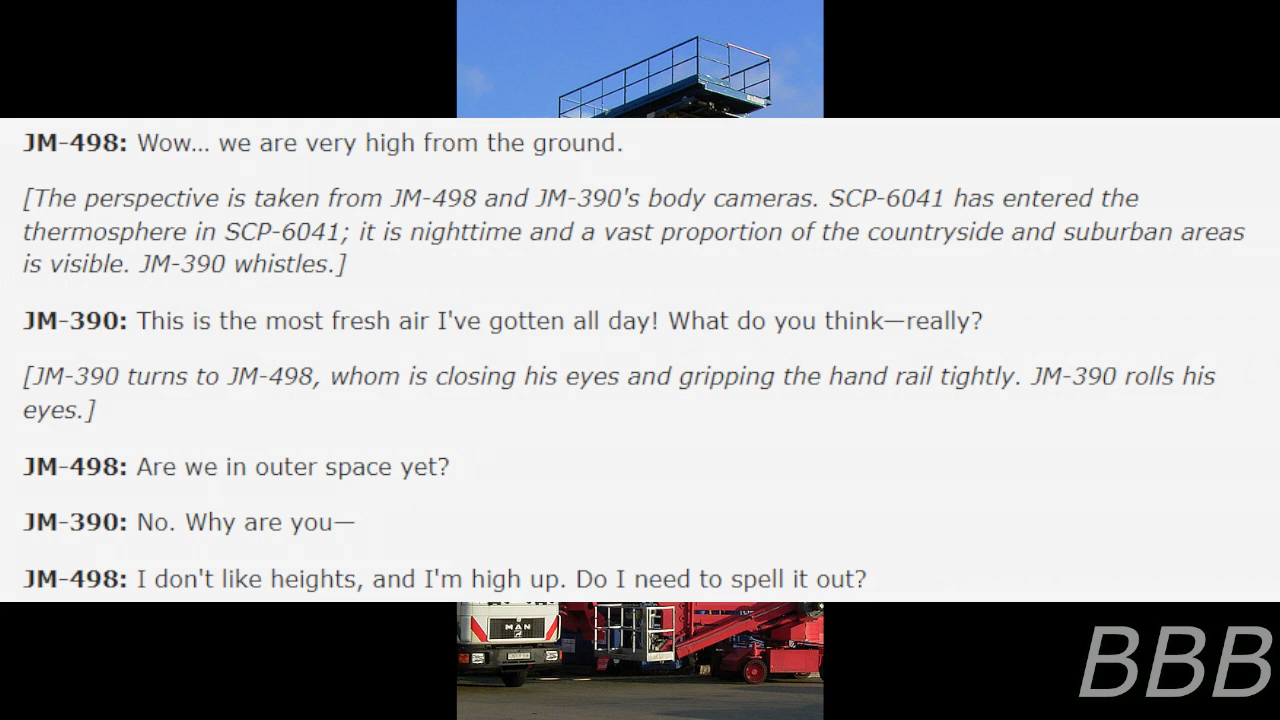 JM-498: Wow... we are very high from the ground.
[The perspective is taken from JM-498 and JM-390's body cameras. SCP-6041 has entered the
thermosphere in SCP-6041; it is nighttime and a vast proportion of the countryside and suburban areas
is visible. JM-390 whistles.]
JM-390: This is the most fresh air I've gotten all day! What do you think—really?
[JM-390 turns to JM-498, whom is closing his eyes and gripping the hand rail tightly. JM-390 rolls his
eyes.]
JM-498: Are we in outer space yet?
JM-390: No. Why are you—
JM-498: I don't like heights, and I'm high up. Do I need to spell it out?
MAN
BBB